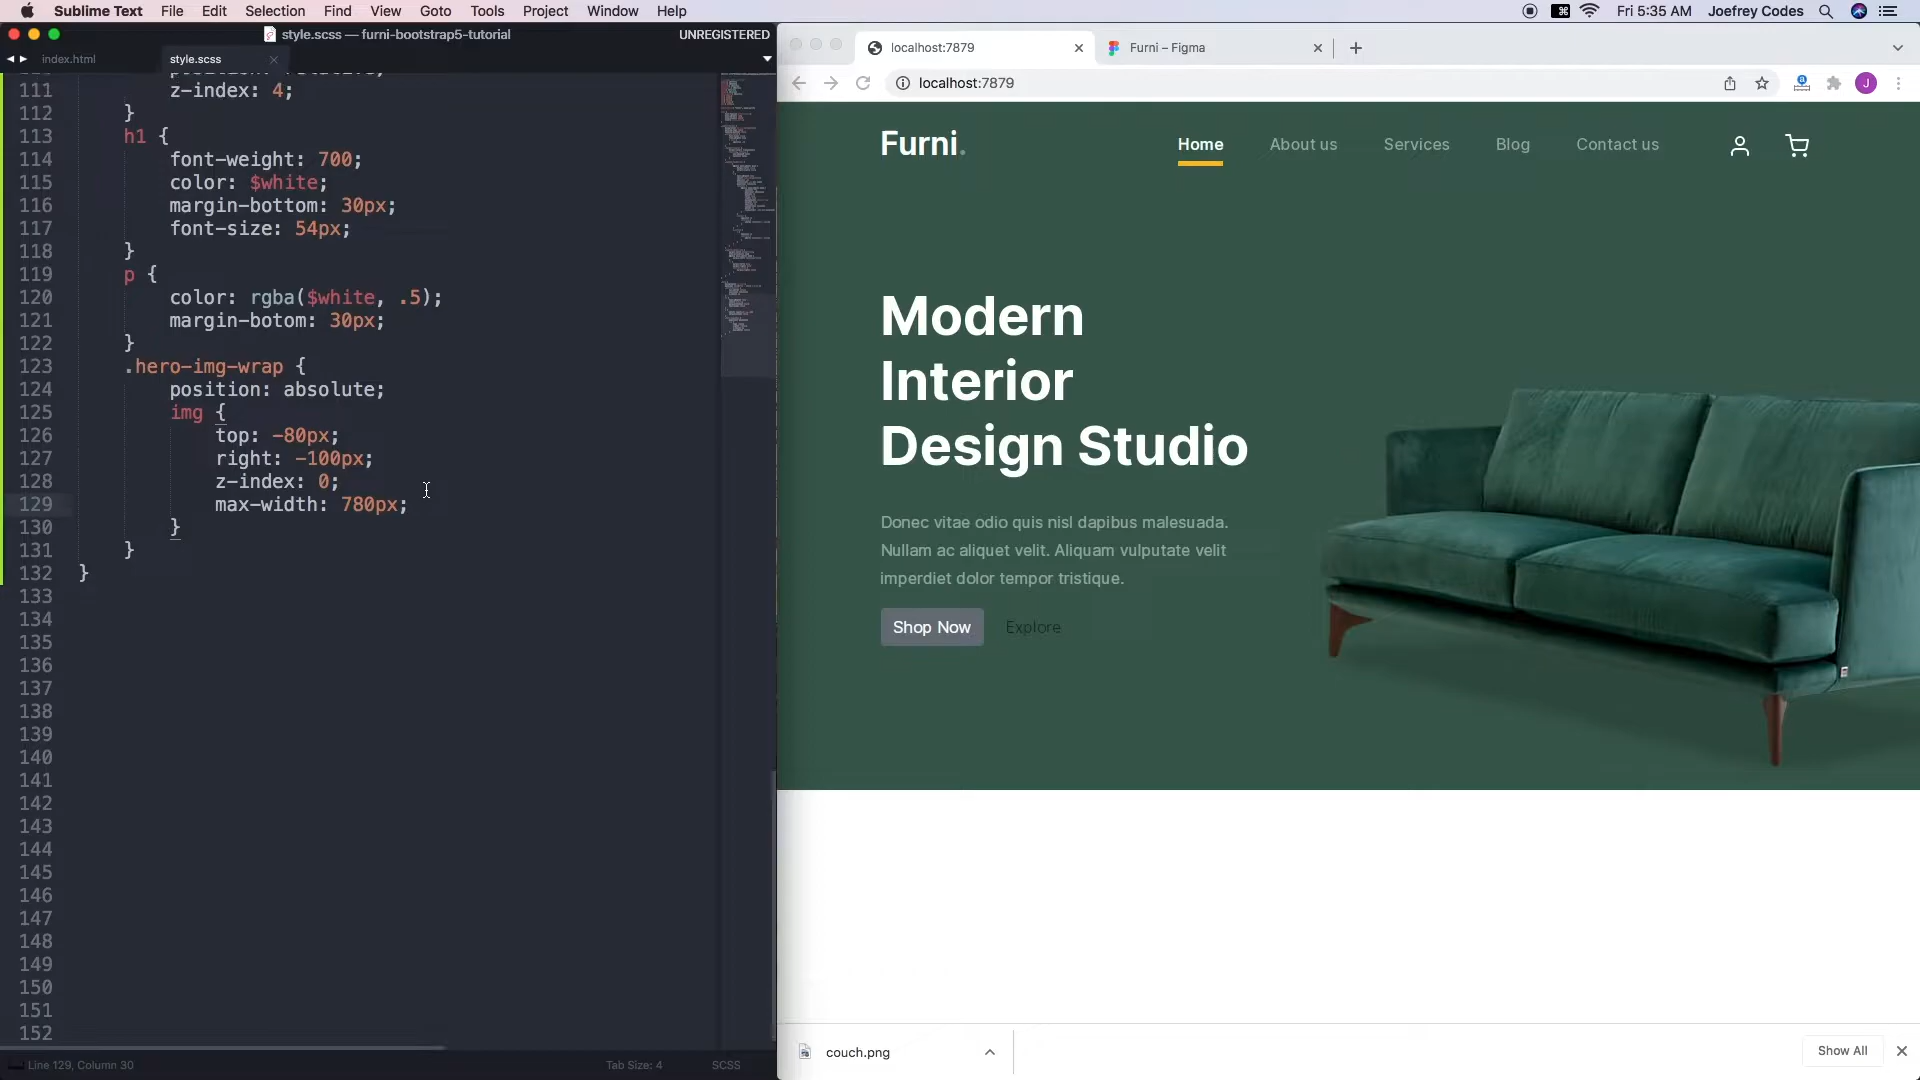 Sublime Text File Edit Selection Find View Goto Tools Project Window Help
Fri 5:35 AM Joefrey Codes
style.scss — furni-bootstrap5-tutorial UNREGISTERED
index.html style.scss
111 z-index: 4;
112 }
113 h1 {
114 font-weight: 700;
115 color: $white;
116 margin-bottom: 30px;
117 font-size: 54px;
118 }
119 p {
120 color: rgba($white, .5);
121 margin-botom: 30px;
122 }
123 .hero-img-wrap {
124 position: absolute;
125 img {
126 top: -80px;
127 right: -100px;
128 z-index: 0;
129 max-width: 780px;
130 }
131 }
132 }
133
134
135
136
137
138
139
140
141
142
143
144
145
146
147
148
149
150
151
152
Line 129, Column 30 Tab Size: 4 SCSS
localhost:7879 Furni – Figma
localhost:7879
J
Furni. Home About us Services Blog Contact us
Modern
Interior
Design Studio
Donec vitae odio quis nisl dapibus malesuada.
Nullam ac aliquet velit. Aliquam vulputate velit
imperdiet dolor tempor tristique.
Shop Now Explore
couch.png Show All